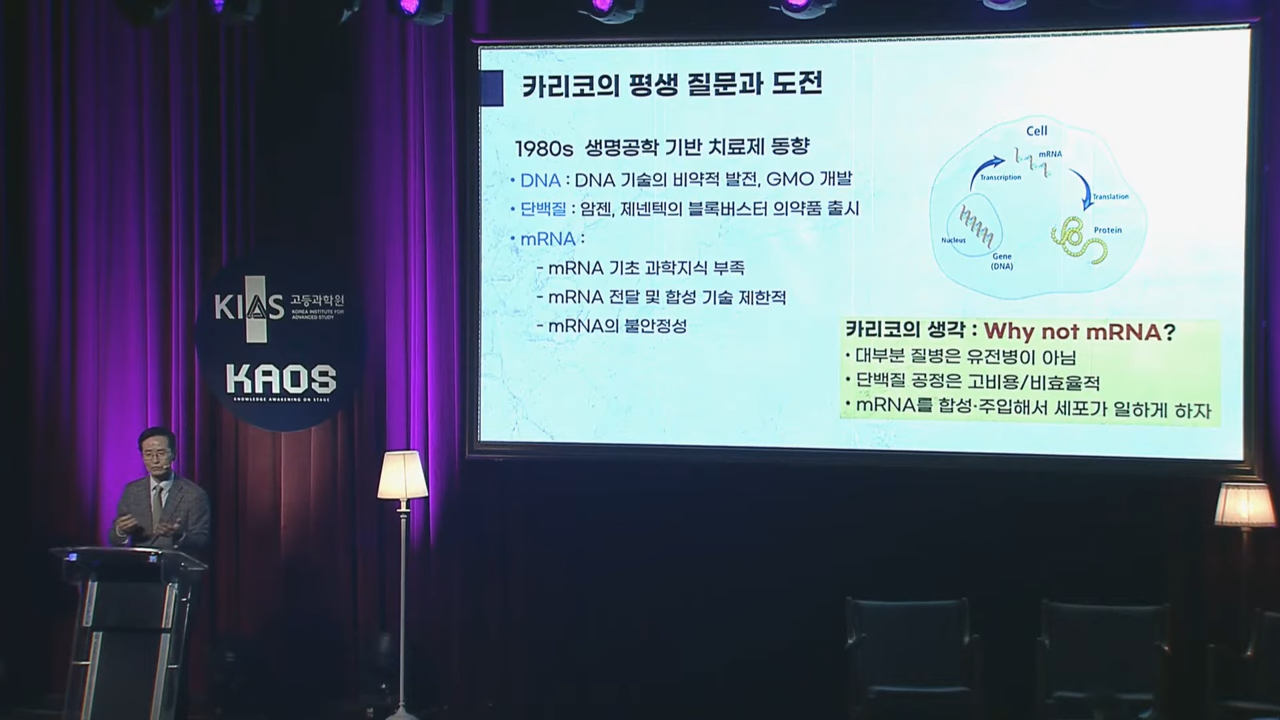 카리코의 평생 질문과 도전
1980s 생명공학 기반 치료제 동향
• DNA : DNA 기술의 비약적 발전, GMO 개발
• 단백질 : 암젠, 제넨텍의 블록버스터 의약품 출시
• mRNA :
- mRNA 기초 과학지식 부족
- mRNA 전달 및 합성 기술 제한적
- mRNA의 불안정성
Cell
mRNA
Transcription
Translation
Nucleus
Gene
(DNA)
Protein
카리코의 생각 : Why not mRNA?
• 대부분 질병은 유전병이 아님
• 단백질 공정은 고비용/비효율적
• mRNA를 합성·주입해서 세포가 일하게 하자
KIAS 고등과학원
KOREA INSTITUTE FOR
ADVANCED STUDY
KAOS
KNOWLEDGE AWAKENING ON STAGE